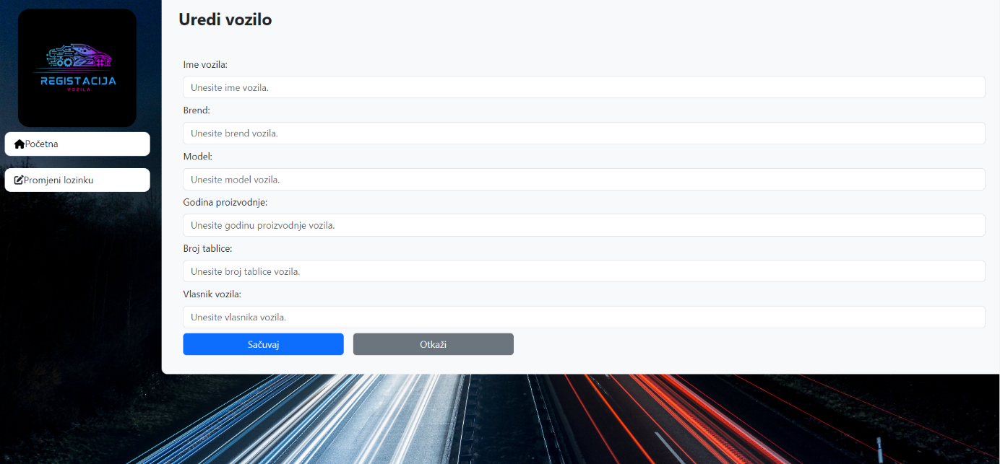 REGISTACIJA
VOZILA
Početna
Promjeni lozinku
Uredi vozilo
Ime vozila:
Unesite ime vozila.
Brend:
Unesite brend vozila.
Model:
Unesite model vozila.
Godina proizvodnje:
Unesite godinu proizvodnje vozila.
Broj tablice:
Unesite broj tablice vozila.
Vlasnik vozila:
Unesite vlasnika vozila.
Sačuvaj
Otkaži